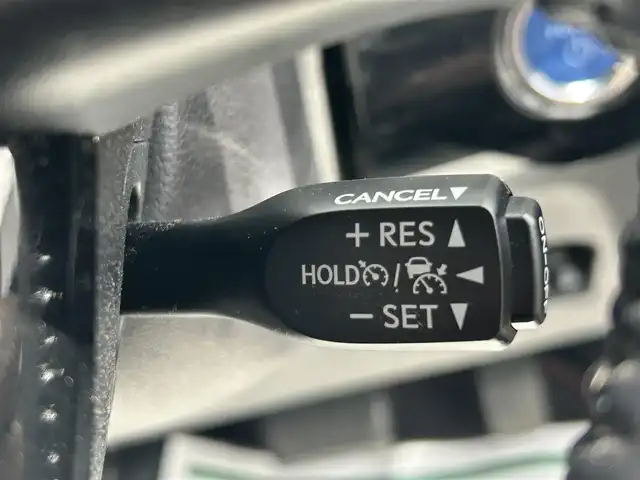 CANCEL▼
+ RES ▲
HOLD / ◀
− SET ▼
ON-OFF